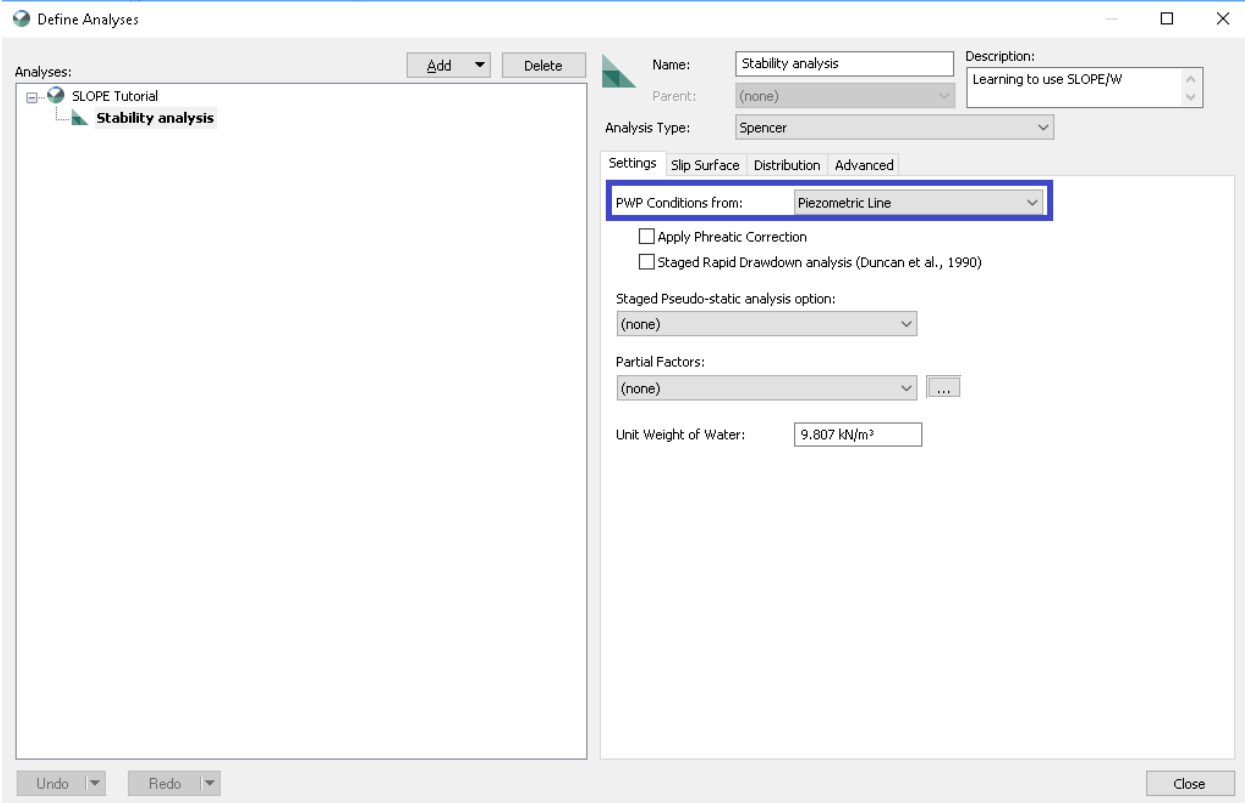 Define Analyses
Analyses:
Add
Delete
SLOPE Tutorial
Stability analysis
Name:
Stability analysis
Description:
Learning to use SLOPE/W
Parent:
(none)
Analysis Type:
Spencer
Settings
Slip Surface
Distribution
Advanced
PWP Conditions from:
Piezometric Line
Apply Phreatic Correction
Staged Rapid Drawdown analysis (Duncan et al., 1990)
Staged Pseudo-static analysis option:
(none)
Partial Factors:
(none)
...
Unit Weight of Water:
9.807 kN/m³
Undo
Redo
Close